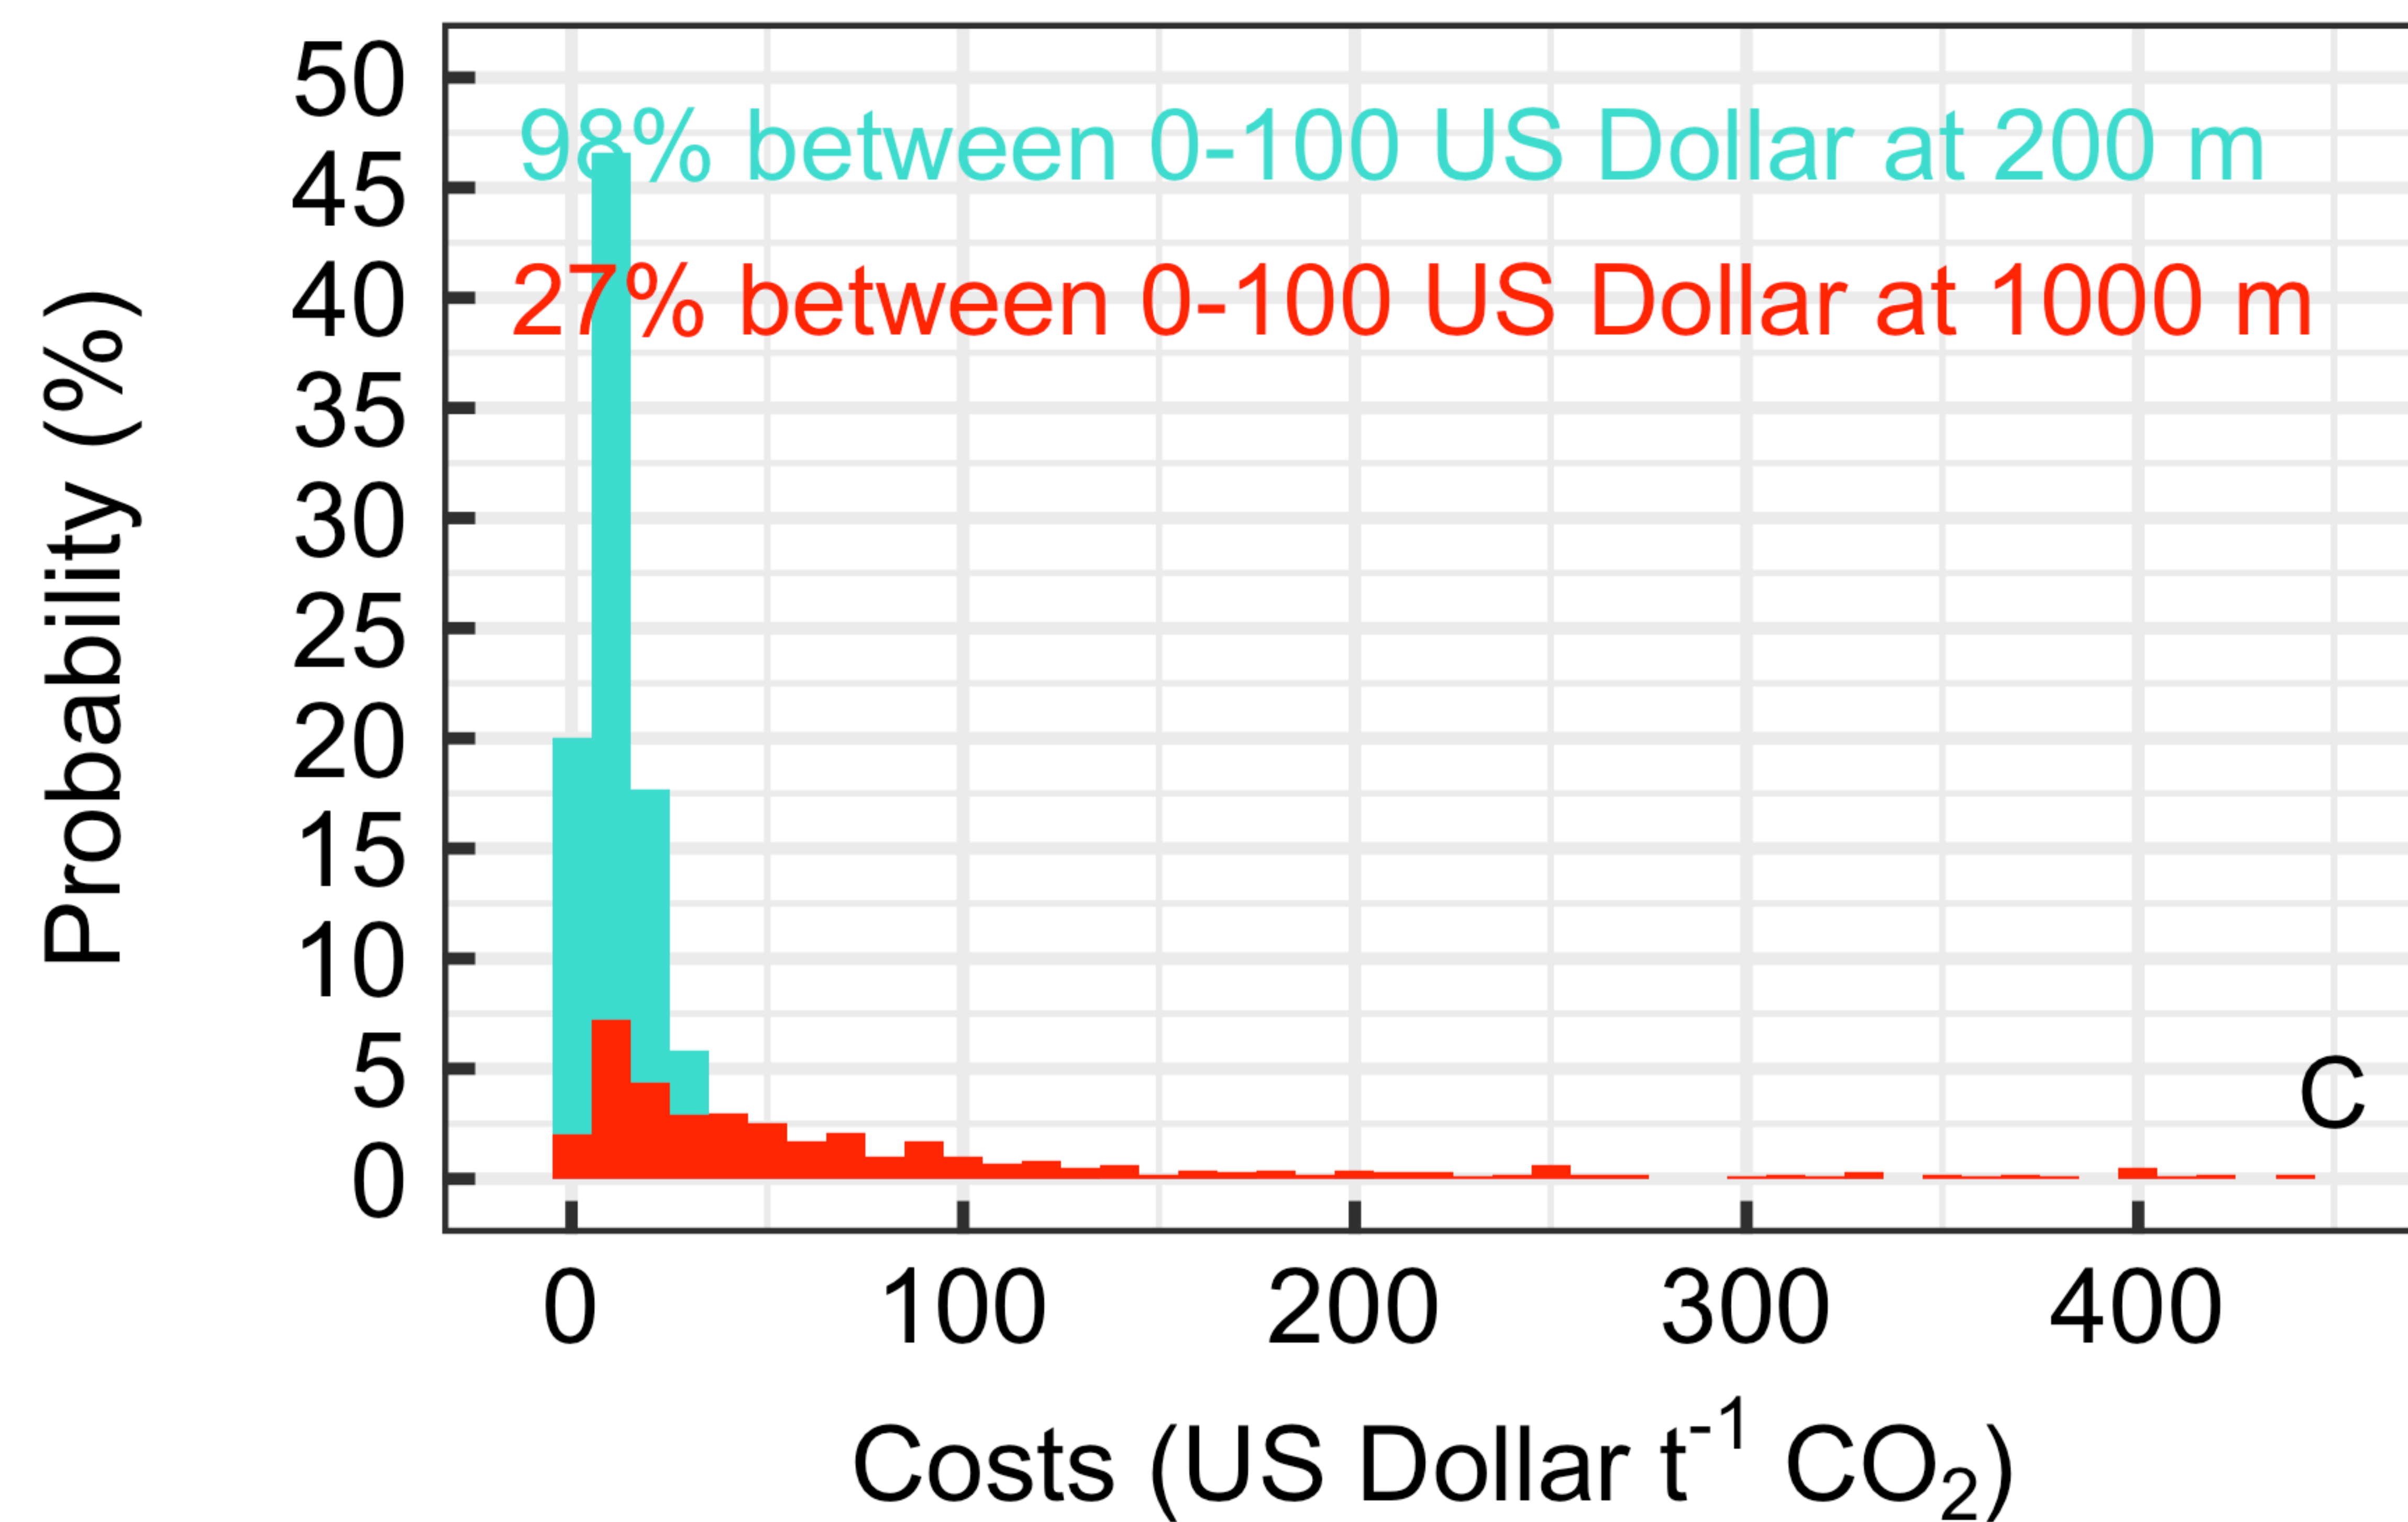 Probability (%)
50
45
40
35
30
25
20
15
10
5
0
98% between 0-100 US Dollar at 200 m
27% between 0-100 US Dollar at 1000 m
C
0 100 200 300 400
Costs (US Dollar t⁻¹ CO₂)